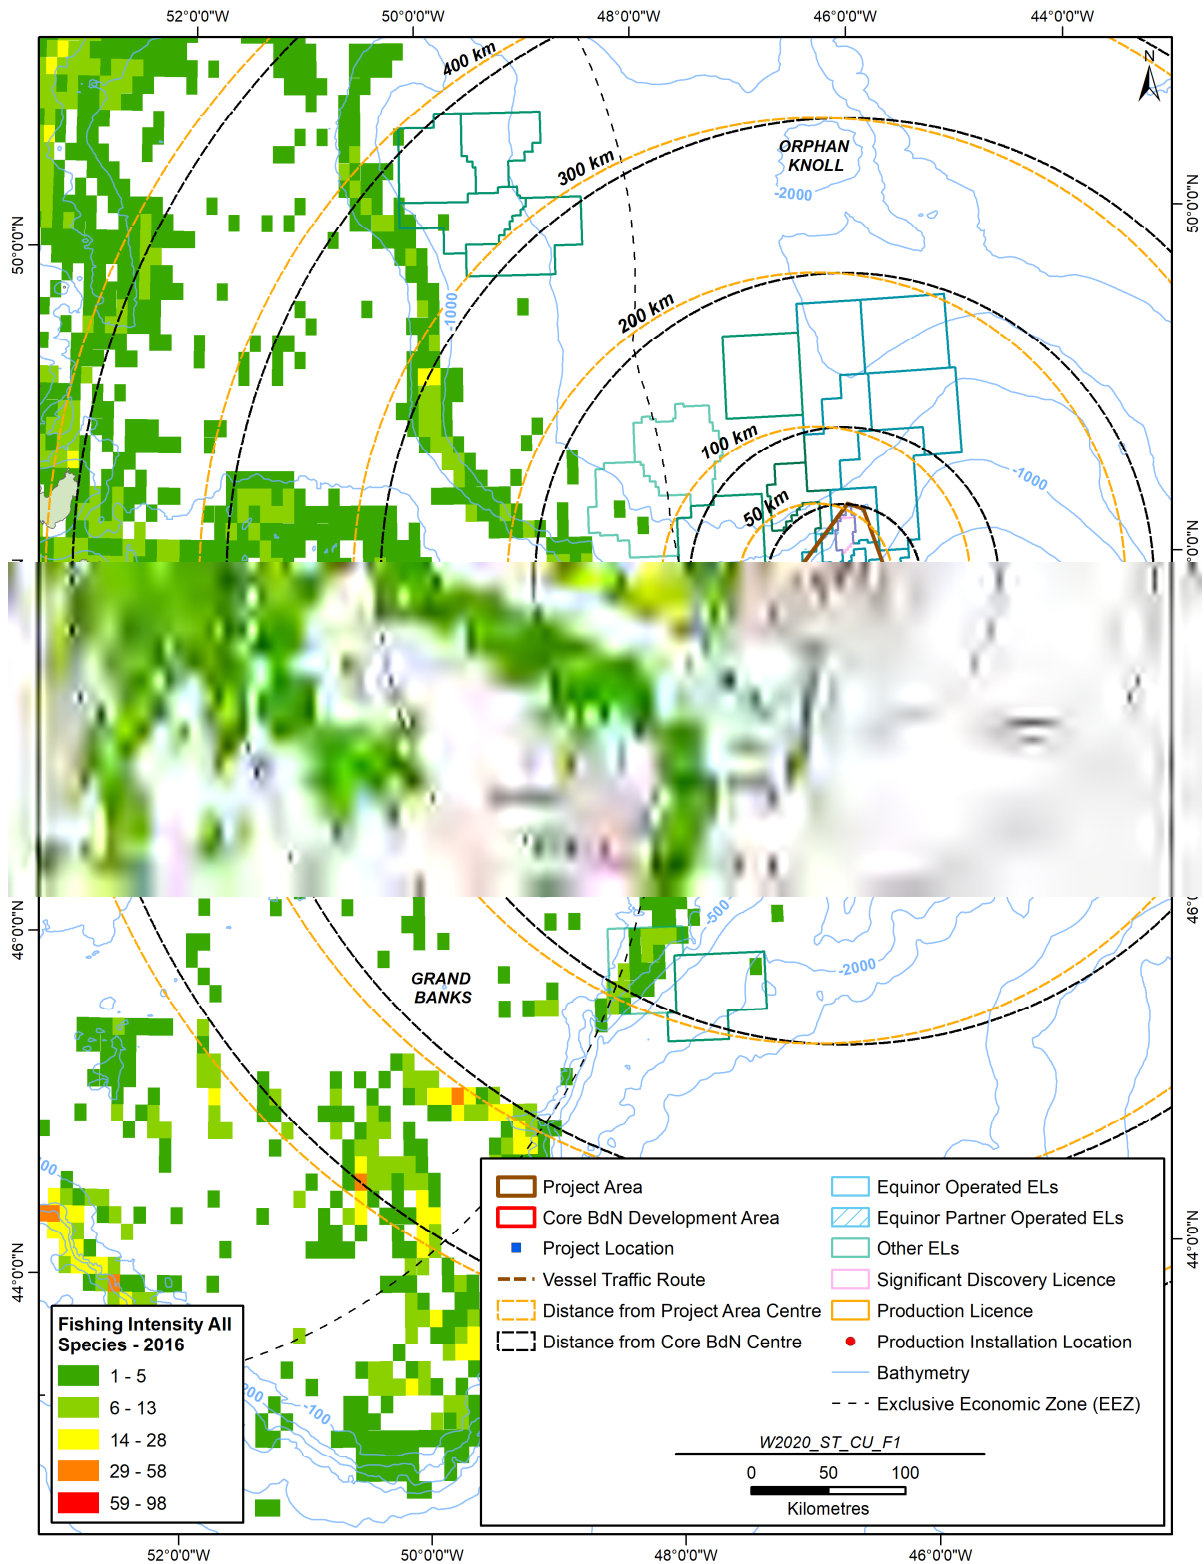 52°0'0"W
50°0'0"W
48°0'0"W
46°0'0"W
44°0'0"W
N
400 km
ORPHAN
KNOLL
300 km
-2000
50°0'0"N
50°0'0"N
-1000
200 km
100 km
-1000
50 km
0'0"N
46°0'0"N
-500
-2000
GRAND
BANKS
Project Area
Core BdN Development Area
Project Location
Vessel Traffic Route
Distance from Project Area Centre
Distance from Core BdN Centre
Equinor Operated ELs
Equinor Partner Operated ELs
Other ELs
Significant Discovery Licence
Production Licence
Production Installation Location
Bathymetry
Exclusive Economic Zone (EEZ)
W2020_ST_CU_F1
0 50 100
Kilometres
44°0'0"N
44°0'0"N
Fishing Intensity All
Species - 2016
1 - 5
6 - 13
14 - 28
29 - 58
59 - 98
-100
52°0'0"W
50°0'0"W
48°0'0"W
46°0'0"W